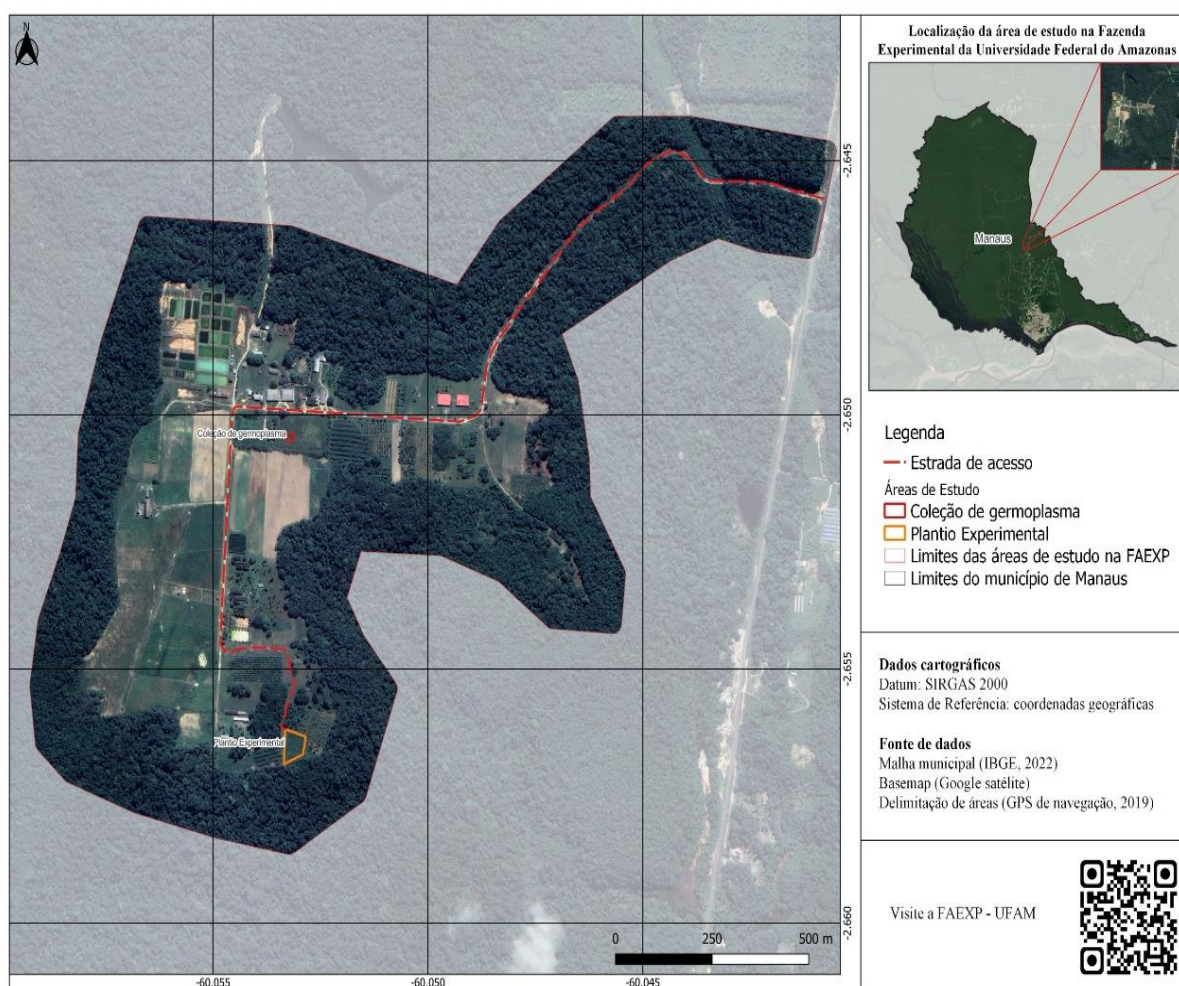 N
Coleção de germoplasma
Plantio Experimental
-2.645
-2.650
-2.655
-2.660
-60.055
-60.050
-60.045
0 250 500 m
Localização da área de estudo na Fazenda
Experimental da Universidade Federal do Amazonas
Manaus
Legenda
Estrada de acesso
Áreas de Estudo
Coleção de germoplasma
Plantio Experimental
Limites das áreas de estudo na FAEXP
Limites do município de Manaus
Dados cartográficos
Datum: SIRGAS 2000
Sistema de Referência: coordenadas geográficas
Fonte de dados
Malha municipal (IBGE, 2022)
Basemap (Google satélite)
Delimitação de áreas (GPS de navegação, 2019)
Visite a FAEXP - UFAM